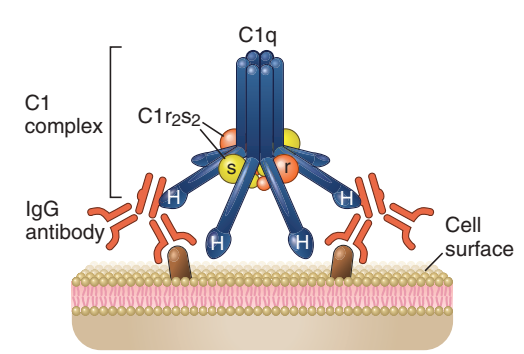 C1q
C1
complex
C1r₂s₂
s
r
H
H
IgG
antibody
H
H
Cell
surface